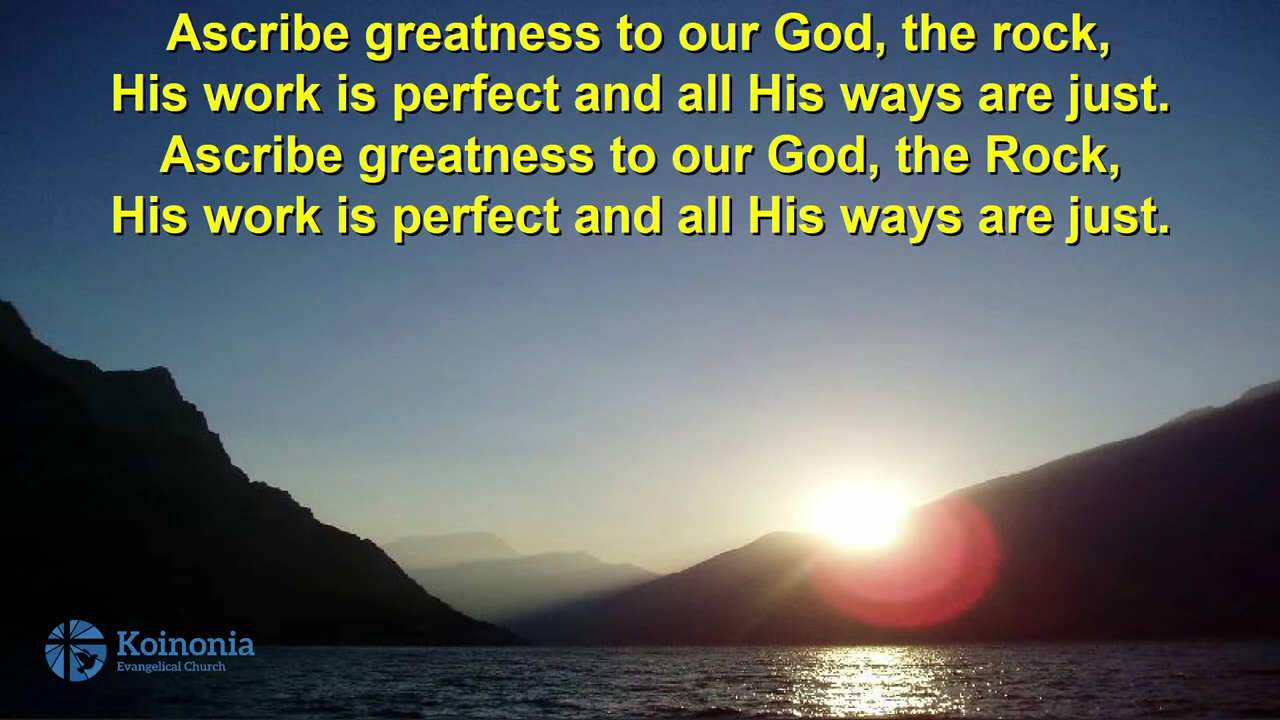 Ascribe greatness to our God, the rock,
His work is perfect and all His ways are just.
Ascribe greatness to our God, the Rock,
His work is perfect and all His ways are just.
Koinonia
Evangelical Church